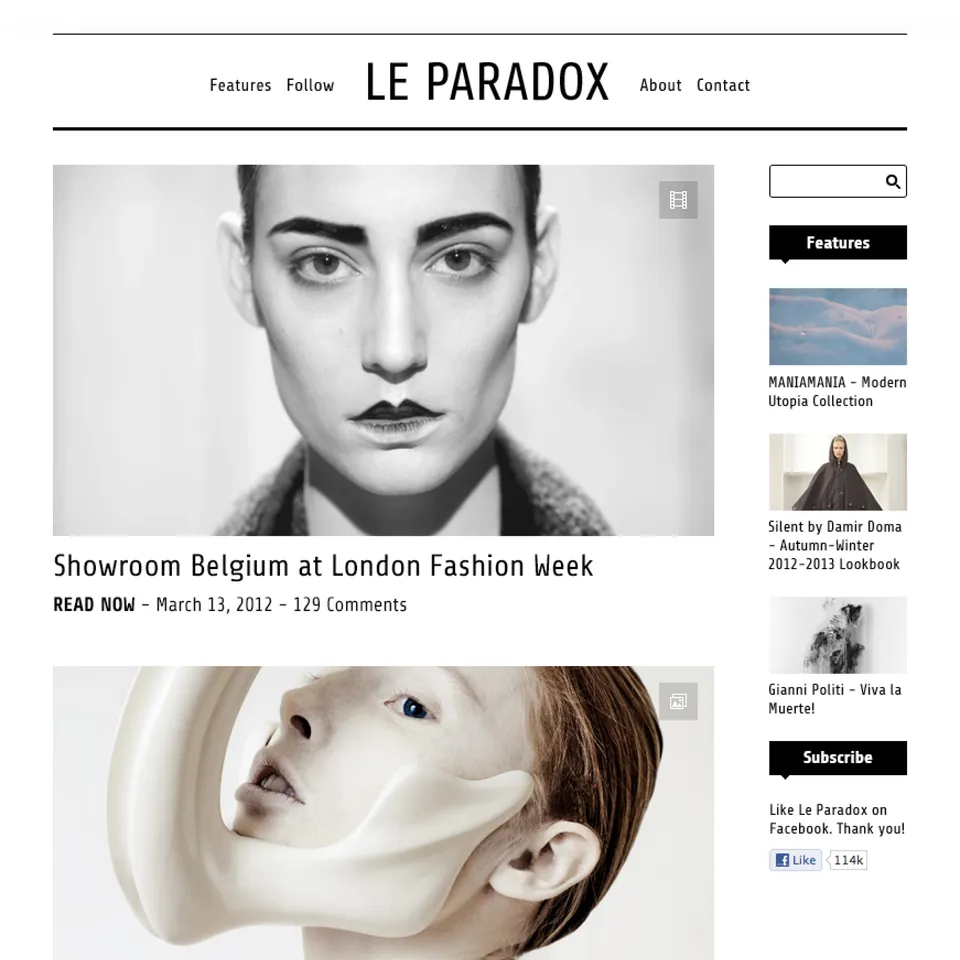 Features Follow LE PARADOX About Contact
Features
MANIAMANIA - Modern
Utopia Collection
Silent by Damir Doma
- Autumn-Winter
2012-2013 Lookbook
Gianni Politi - Viva la
Muerte!
Subscribe
Like Le Paradox on
Facebook. Thank you!
f Like 114k
Showroom Belgium at London Fashion Week
READ NOW - March 13, 2012 - 129 Comments